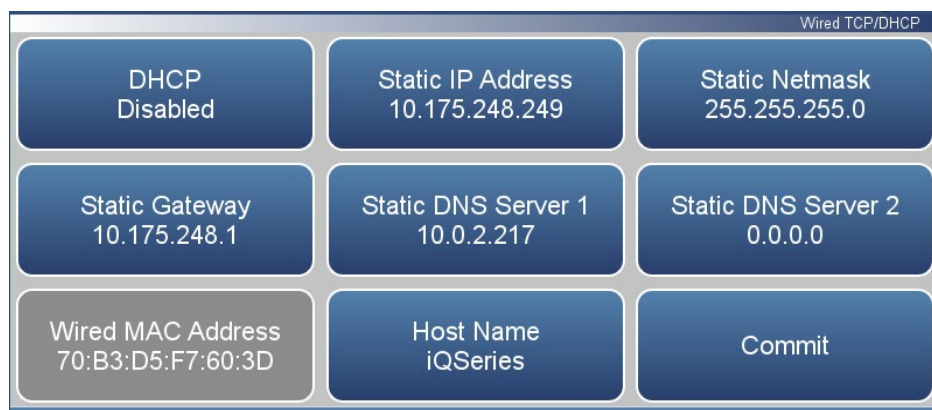 Wired TCP/DHCP
DHCP
Disabled
Static IP Address
10.175.248.249
Static Netmask
255.255.255.0
Static Gateway
10.175.248.1
Static DNS Server 1
10.0.2.217
Static DNS Server 2
0.0.0.0
Wired MAC Address
70:B3:D5:F7:60:3D
Host Name
iQSeries
Commit